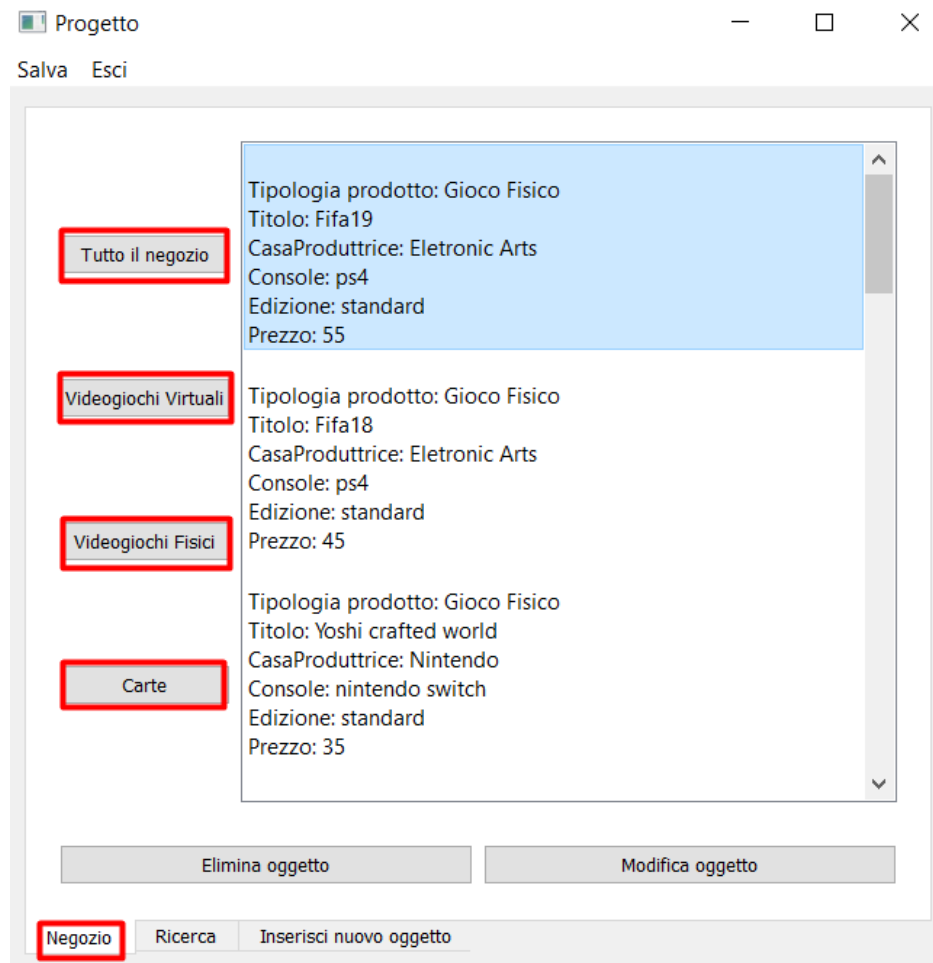 Progetto
Salva Esci
Tutto il negozio
Videogiochi Virtuali
Videogiochi Fisici
Carte
Tipologia prodotto: Gioco Fisico
Titolo: Fifa19
CasaProduttrice: Eletronic Arts
Console: ps4
Edizione: standard
Prezzo: 55
Tipologia prodotto: Gioco Fisico
Titolo: Fifa18
CasaProduttrice: Eletronic Arts
Console: ps4
Edizione: standard
Prezzo: 45
Tipologia prodotto: Gioco Fisico
Titolo: Yoshi crafted world
CasaProduttrice: Nintendo
Console: nintendo switch
Edizione: standard
Prezzo: 35
Elimina oggetto Modifica oggetto
Negozio Ricerca Inserisci nuovo oggetto